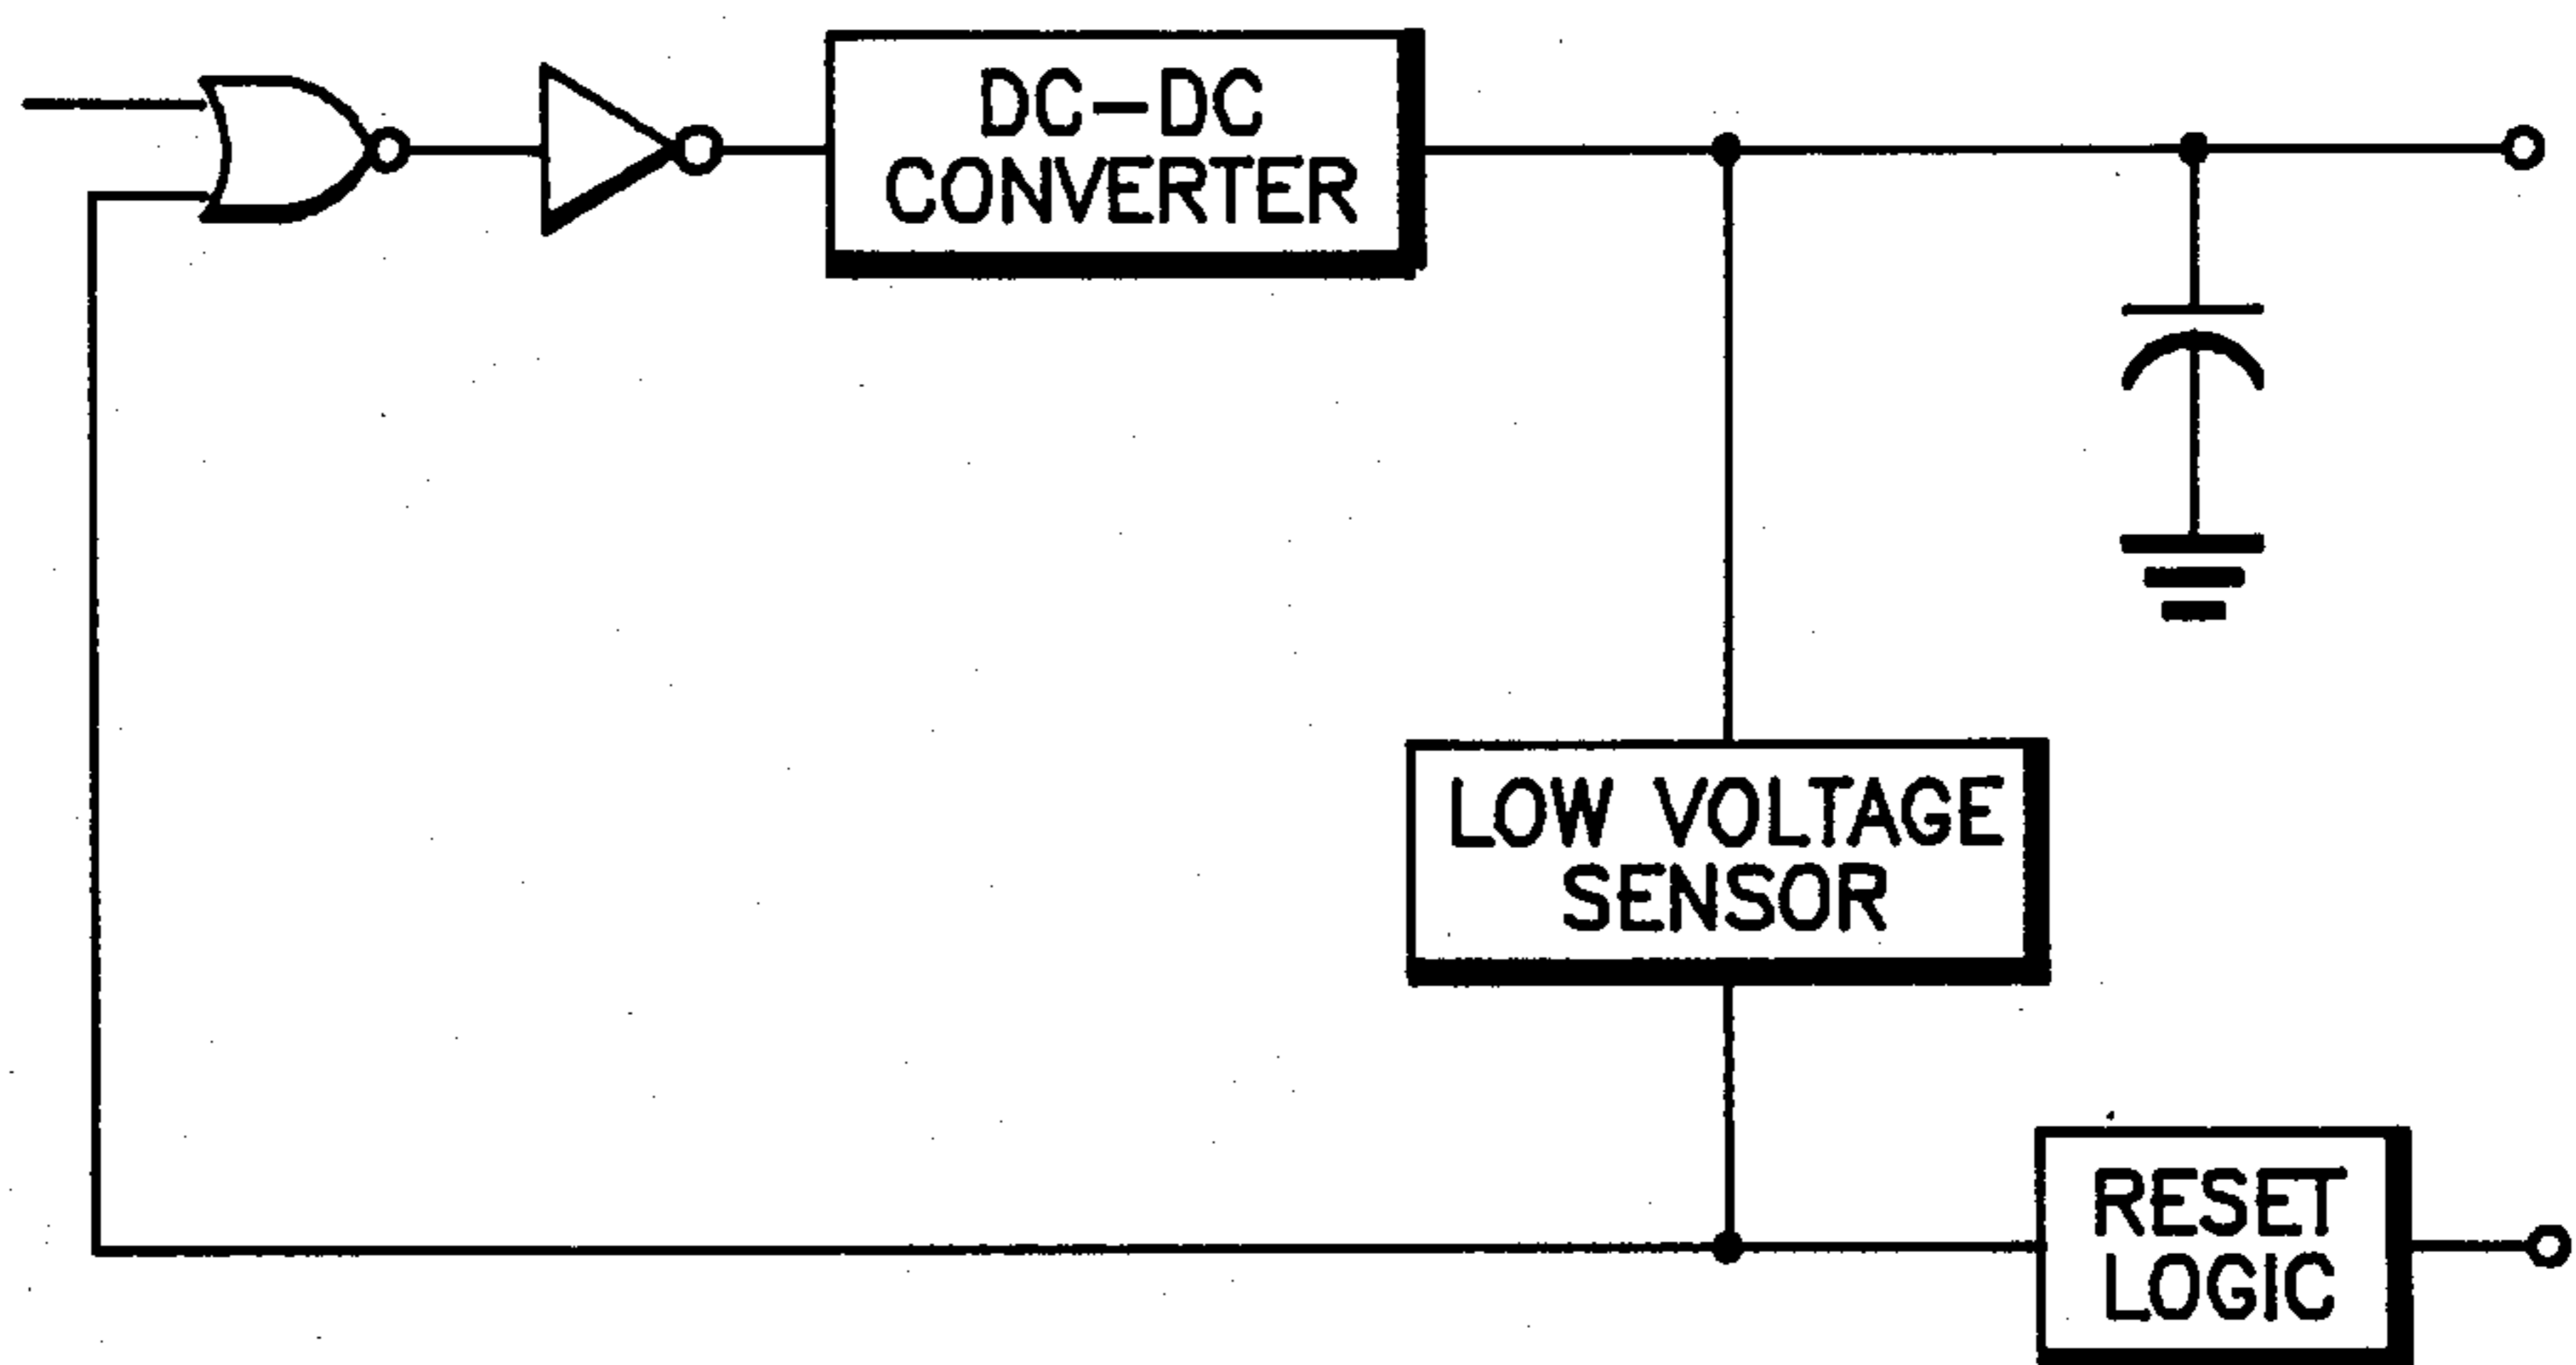 DC-DC
CONVERTER
LOW VOLTAGE
SENSOR
RESET
LOGIC